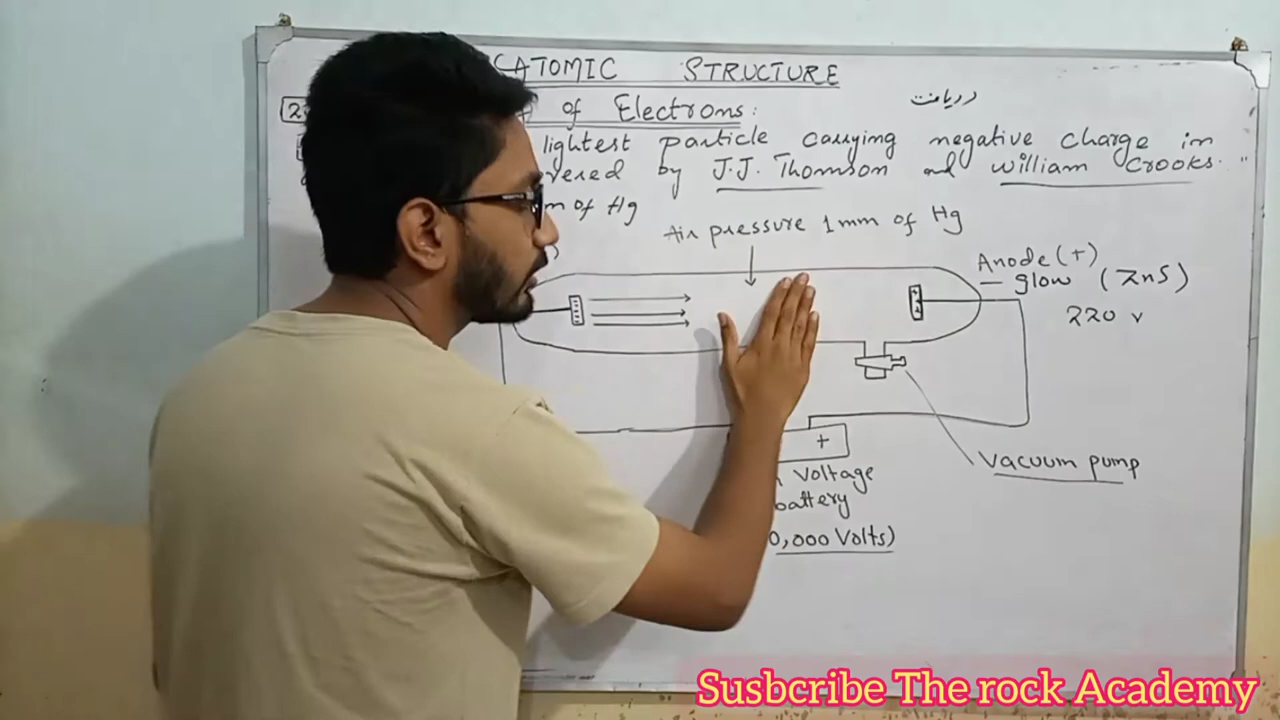 ATOMIC STRUCTURE
of Electrons:
دریافت
lightest particle carrying negative charge in
by J.J. Thomson and William Crooks."
m of Hg
Air pressure 1mm of Hg
Anode (+)
glow (ZnS)
220 v
+
Voltage
battery
0,000 Volts)
Vacuum pump
Susbcribe The rock Academy